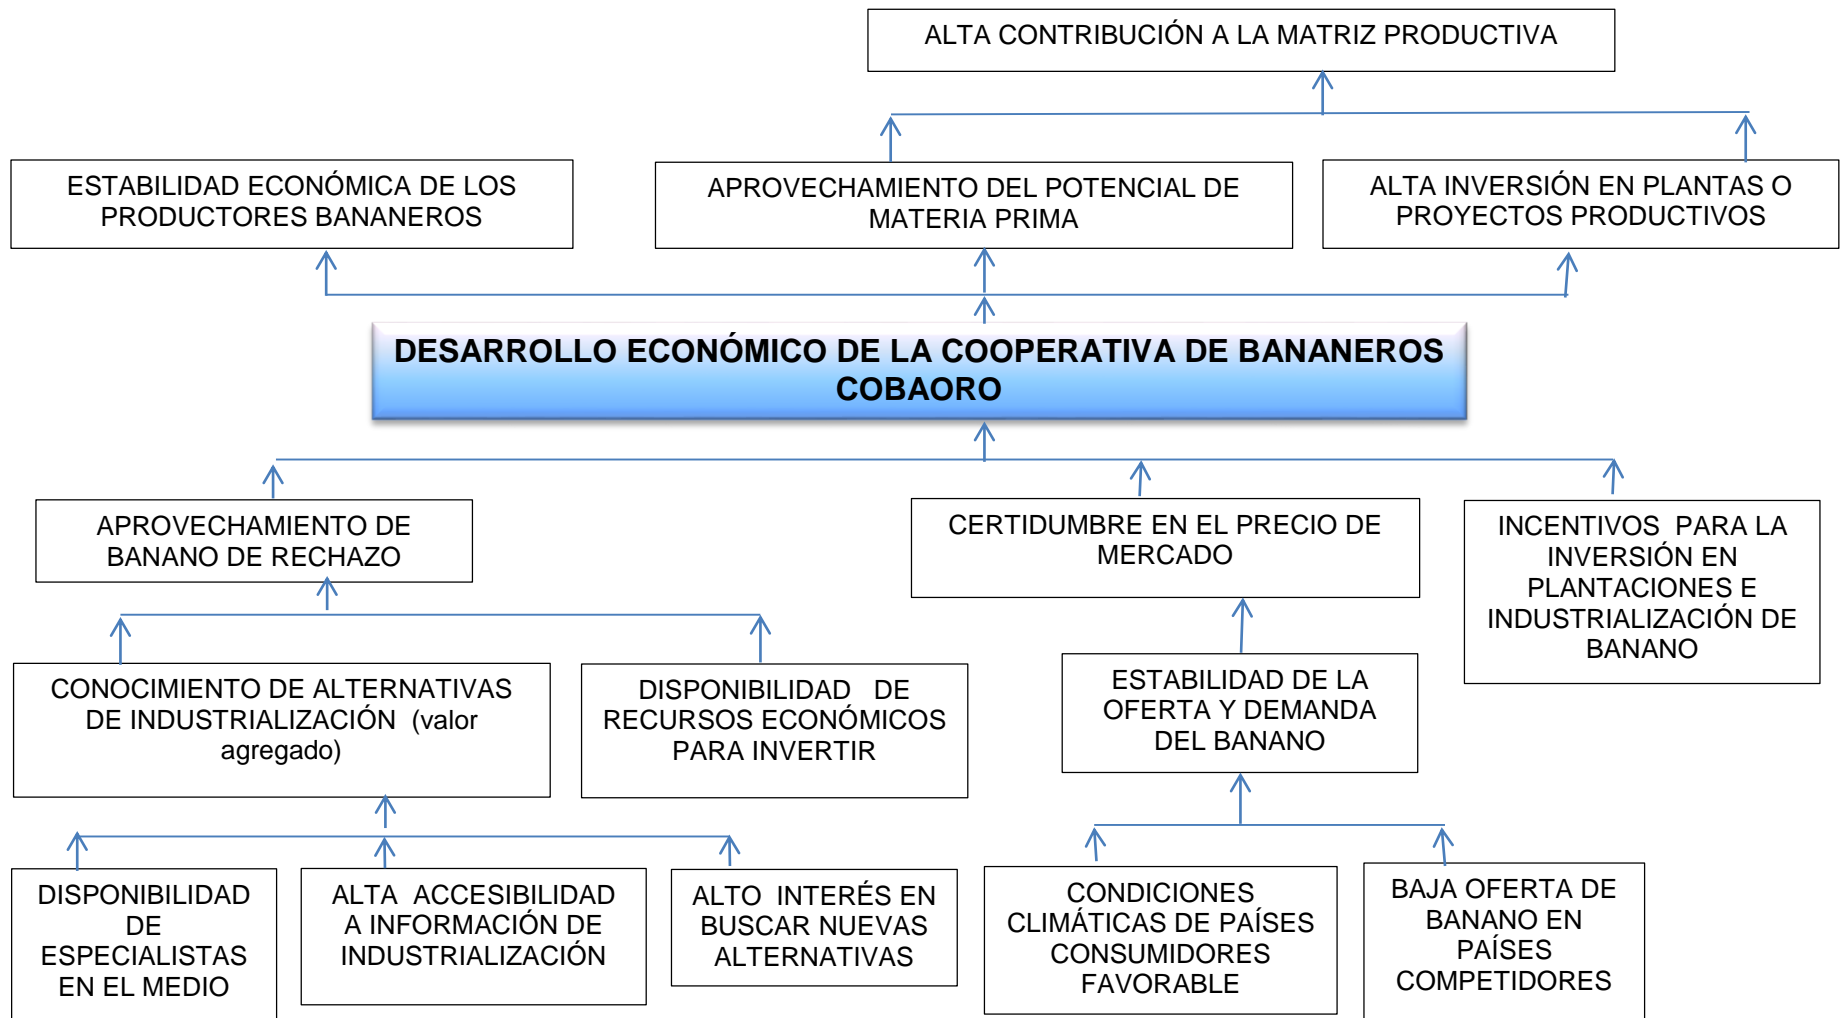 ALTA CONTRIBUCIÓN A LA MATRIZ PRODUCTIVA
ESTABILIDAD ECONÓMICA DE LOS
PRODUCTORES BANANEROS
APROVECHAMIENTO DEL POTENCIAL DE
MATERIA PRIMA
ALTA INVERSIÓN EN PLANTAS O
PROYECTOS PRODUCTIVOS
DESARROLLO ECONÓMICO DE LA COOPERATIVA DE BANANEROS
COBAORO
APROVECHAMIENTO DE
BANANO DE RECHAZO
CERTIDUMBRE EN EL PRECIO DE
MERCADO
INCENTIVOS PARA LA
INVERSIÓN EN
PLANTACIONES E
INDUSTRIALIZACIÓN DE
BANANO
CONOCIMIENTO DE ALTERNATIVAS
DE INDUSTRIALIZACIÓN (valor
agregado)
DISPONIBILIDAD DE
RECURSOS ECONÓMICOS
PARA INVERTIR
ESTABILIDAD DE LA
OFERTA Y DEMANDA
DEL BANANO
DISPONIBILIDAD
DE
ESPECIALISTAS
EN EL MEDIO
ALTA ACCESIBILIDAD
A INFORMACIÓN DE
INDUSTRIALIZACIÓN
ALTO INTERÉS EN
BUSCAR NUEVAS
ALTERNATIVAS
CONDICIONES
CLIMÁTICAS DE PAÍSES
CONSUMIDORES
FAVORABLE
BAJA OFERTA DE
BANANO EN
PAÍSES
COMPETIDORES